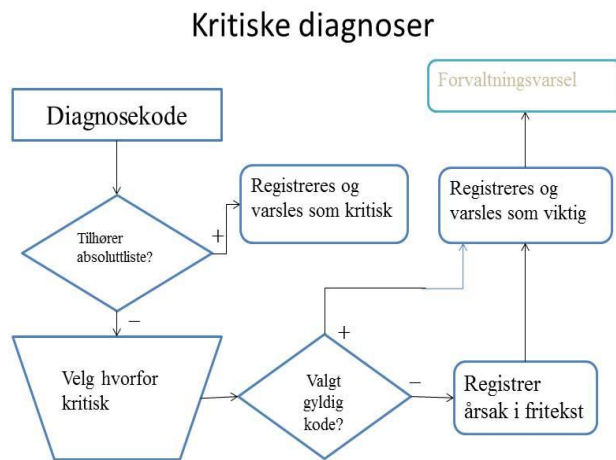 Kritiske diagnoser
Forvaltningsvarsel
Diagnosekode
Registreres og
varsles som kritisk
Registreres og
varsles som viktig
Tilhører
absoluttliste?
+
−
Velg hvorfor
kritisk
+
Valgt
gyldig
kode?
−
Registrer
årsak i fritekst